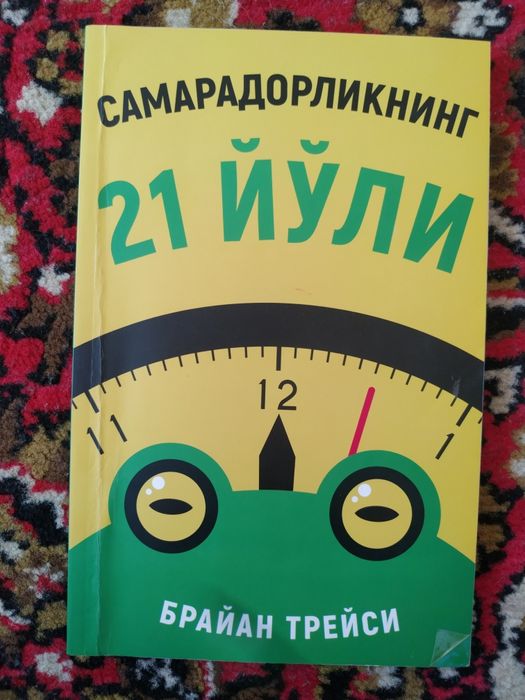 САМАРАДОРЛИКНИНГ
21 ЙЎЛИ
11 12 1
БРАЙАН ТРЕЙСИ